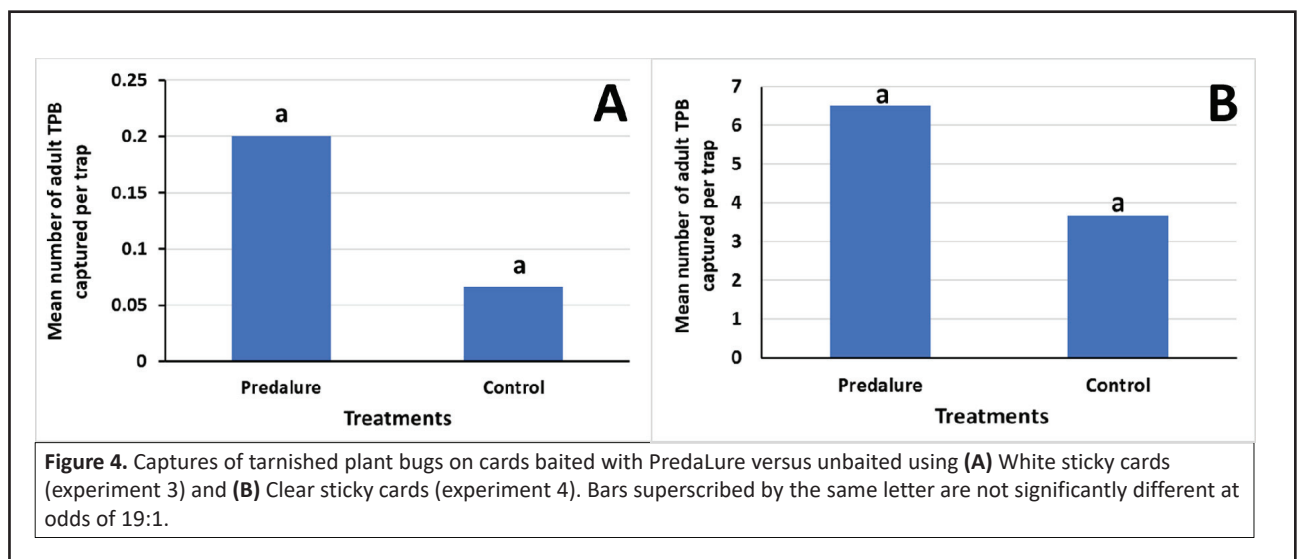 A
Mean number of adult TPB
captured per trap
0.25
0.2
0.15
0.1
0.05
0
a
a
Predalure
Control
Treatments
B
Mean number of adult TPB
captured per trap
7
6
5
4
3
2
1
0
a
a
Predalure
Control
Treatments
Figure 4. Captures of tarnished plant bugs on cards baited with PredaLure versus unbaited using (A) White sticky cards
(experiment 3) and (B) Clear sticky cards (experiment 4). Bars superscribed by the same letter are not significantly different at
odds of 19:1.